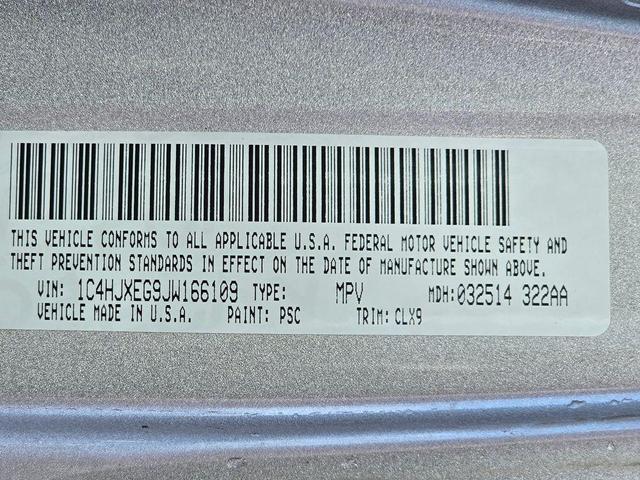 THIS VEHICLE CONFORMS TO ALL APPLICABLE U.S.A. FEDERAL MOTOR VEHICLE SAFETY AND
THEFT PREVENTION STANDARDS IN EFFECT ON THE DATE OF MANUFACTURE SHOWN ABOVE.
VIN: 1C4HJXEG9JW166109 TYPE: MPV MDH:032514 322AA
VEHICLE MADE IN U.S.A. PAINT: PSC TRIM: CLX9